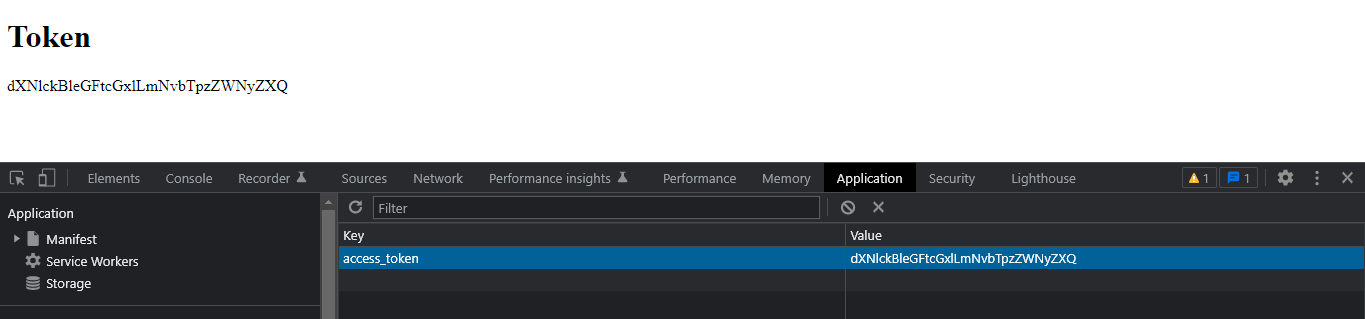 Token
dXNlckBleGFtcGxlLmNvbTpzZWNyZXQ
Elements Console Recorder Sources Network Performance insights Performance Memory Application Security Lighthouse 1 1
Application
Filter
Manifest
Service Workers
Storage
Key Value
access_token dXNlckBleGFtcGxlLmNvbTpzZWNyZXQ